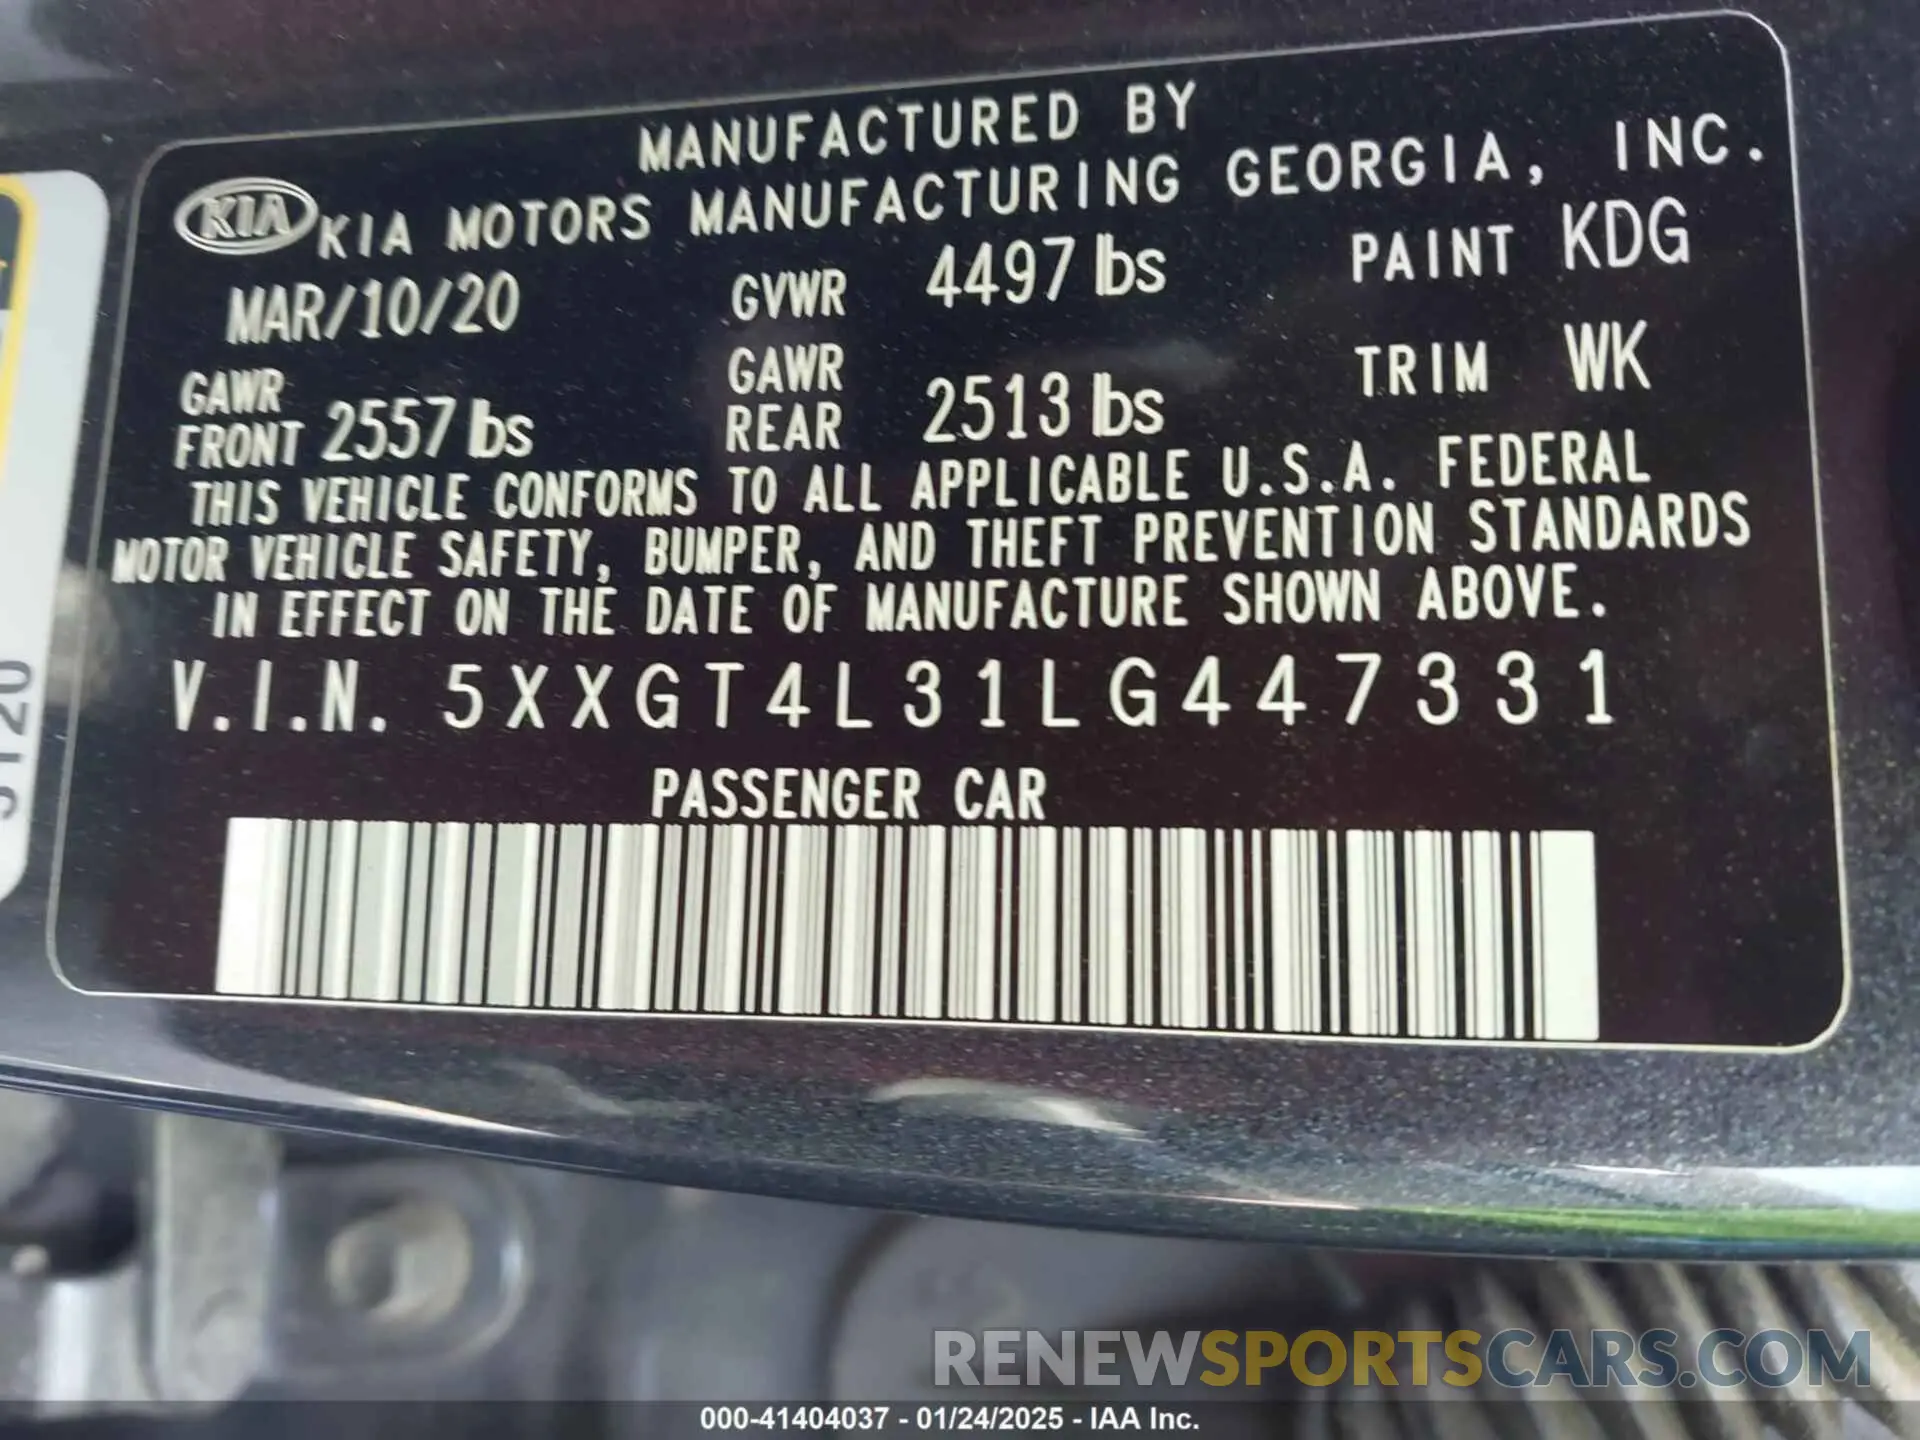 MANUFACTURED BY
KIA KIA MOTORS MANUFACTURING GEORGIA, INC.
MAR/10/20 GVWR 4497 lbs PAINT KDG
GAWR FRONT 2557 lbs GAWR REAR 2513 lbs TRIM WK
THIS VEHICLE CONFORMS TO ALL APPLICABLE U.S.A. FEDERAL
MOTOR VEHICLE SAFETY, BUMPER, AND THEFT PREVENTION STANDARDS
IN EFFECT ON THE DATE OF MANUFACTURE SHOWN ABOVE.
V.I.N. 5XXGT4L31LG447331
PASSENGER CAR
RENEWSPORTSCARS.COM
000-41404037 - 01/24/2025 - IAA Inc.